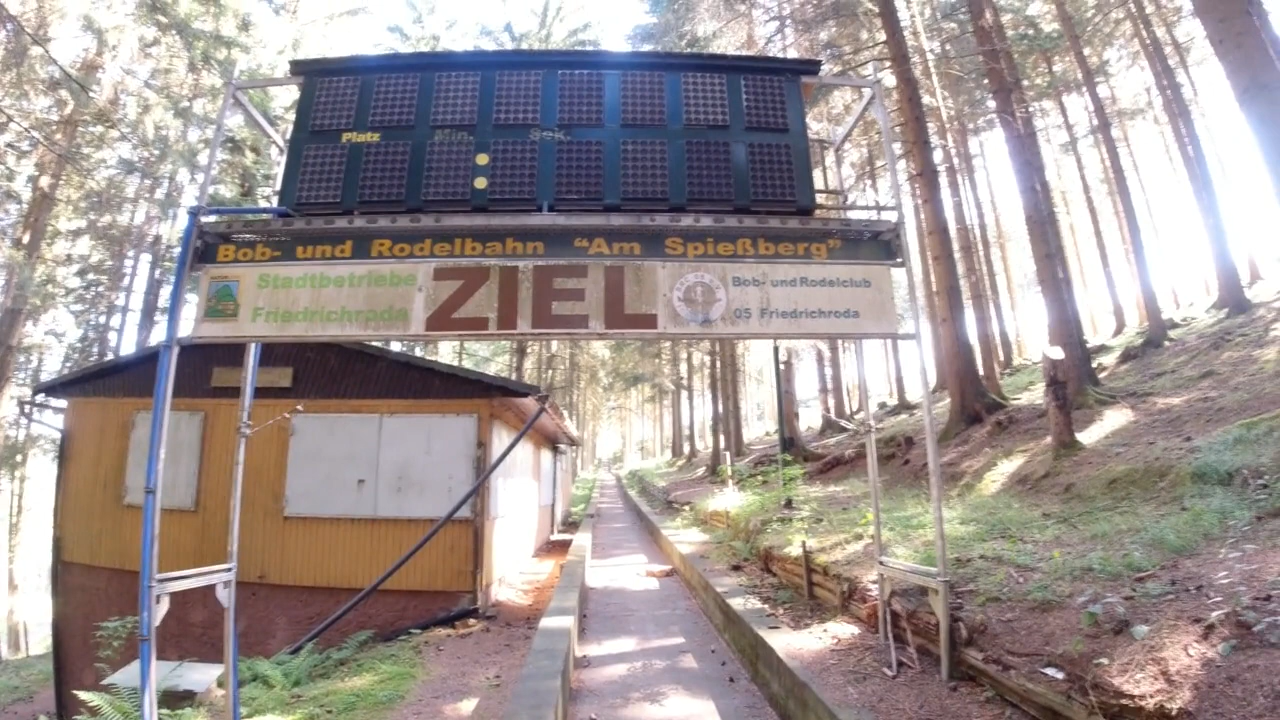 Platz Min. Sek.
Bob- und Rodelbahn “Am Spießberg”
Stadtbetriebe
Friedrichroda
ZIEL
Bob- und Rodelclub
05 Friedrichroda